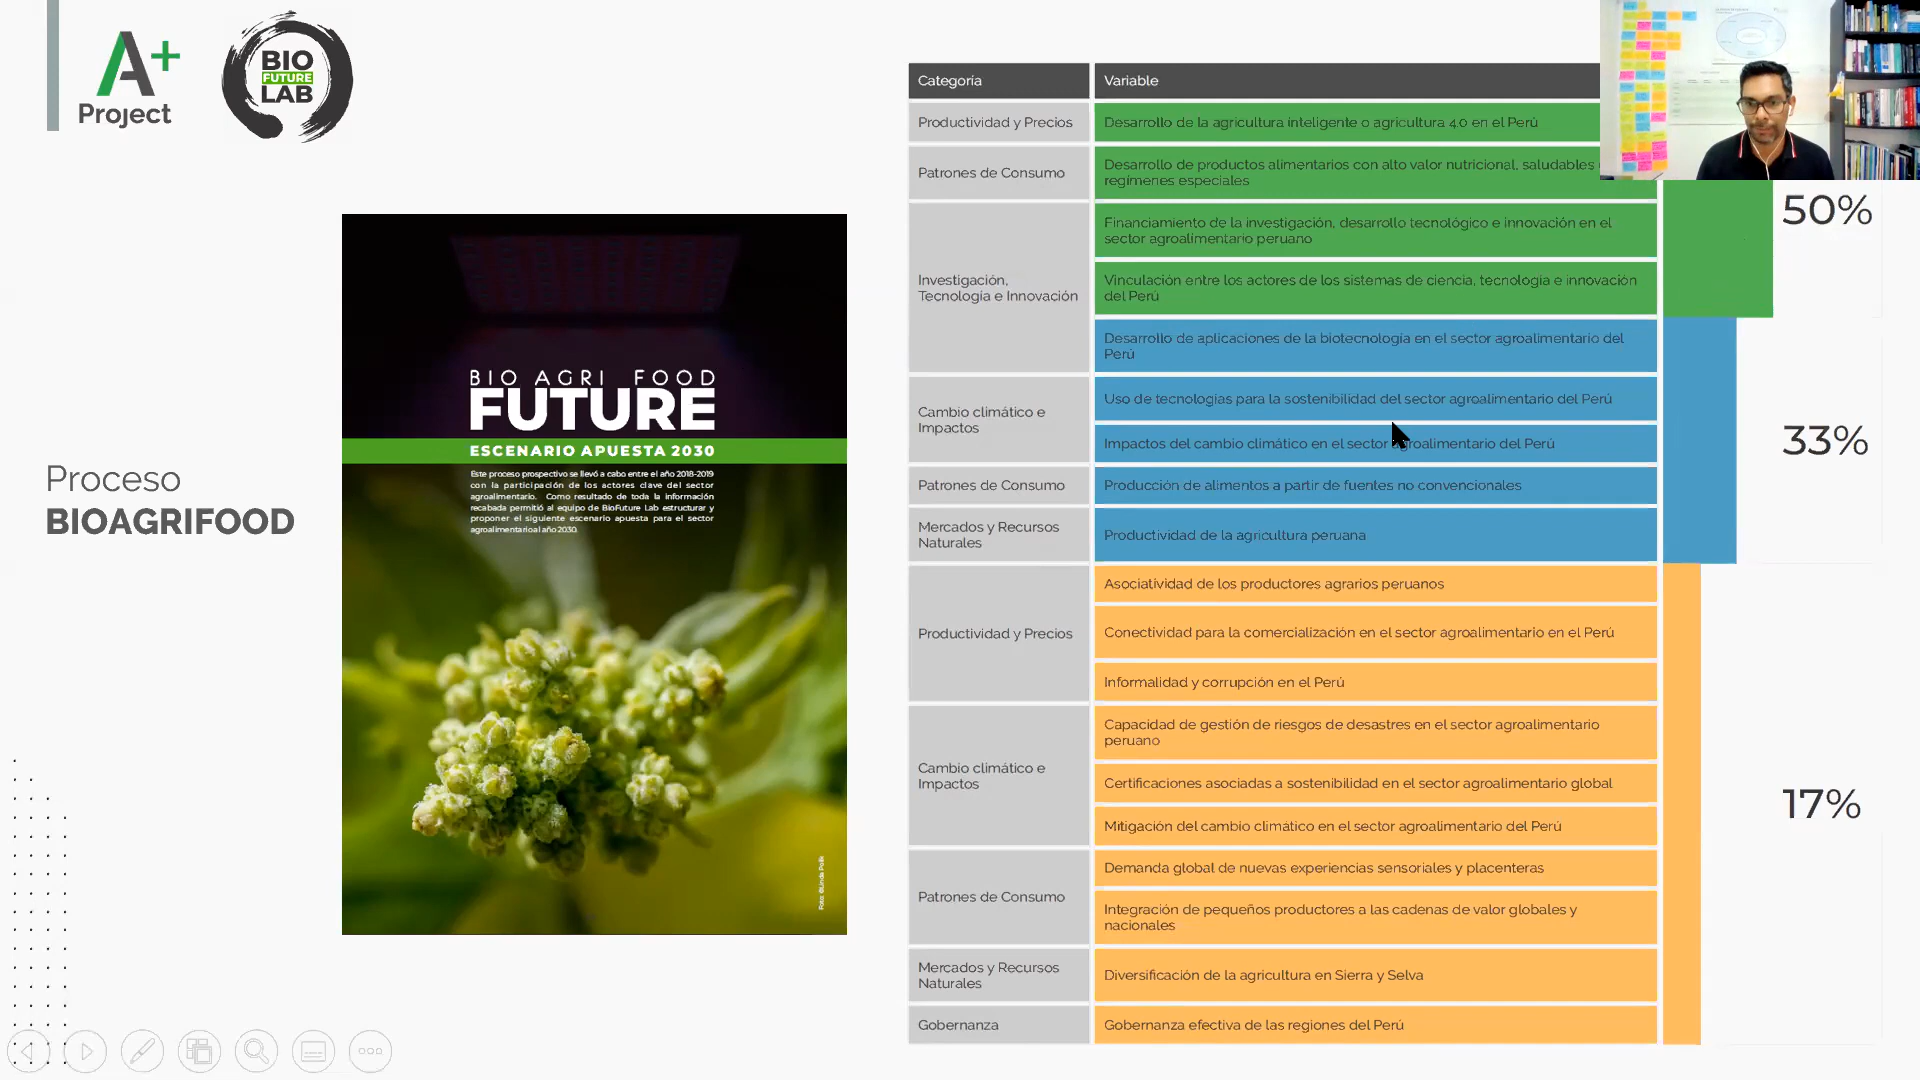 A+
Project
BIO
FUTURE
LAB
Proceso
BIOAGRIFOOD
BIO AGRI FOOD
FUTURE
ESCENARIO APUESTA 2030
Este proceso prospectivo se llevó a cabo entre el año 2018-2019
con la participación de los actores clave del sector
agroalimentario. Como resultado de toda la información
recabada permitió al equipo de BioFuture Lab estructurar y
proponer el siguiente escenario apuesta para el sector
agroalimentario al año 2030.
Foto: ©Linda Polik
Categoría
Variable
Productividad y Precios
Desarrollo de la agricultura inteligente o agricultura 4.0 en el Perú
Patrones de Consumo
Desarrollo de productos alimentarios con alto valor nutricional, saludables
regímenes especiales
Investigación,
Tecnología e Innovación
Financiamiento de la investigación, desarrollo tecnológico e innovación en el
sector agroalimentario peruano
Vinculación entre los actores de los sistemas de ciencia, tecnología e innovación
del Perú
Desarrollo de aplicaciones de la biotecnología en el sector agroalimentario del
Perú
Cambio climático e
Impactos
Uso de tecnologías para la sostenibilidad del sector agroalimentario del Perú
Impactos del cambio climático en el sector agroalimentario del Perú
Patrones de Consumo
Producción de alimentos a partir de fuentes no convencionales
Mercados y Recursos
Naturales
Productividad de la agricultura peruana
Productividad y Precios
Asociatividad de los productores agrarios peruanos
Conectividad para la comercialización en el sector agroalimentario en el Perú
Informalidad y corrupción en el Perú
Cambio climático e
Impactos
Capacidad de gestión de riesgos de desastres en el sector agroalimentario
peruano
Certificaciones asociadas a sostenibilidad en el sector agroalimentario global
Mitigación del cambio climático en el sector agroalimentario del Perú
Patrones de Consumo
Demanda global de nuevas experiencias sensoriales y placenteras
Integración de pequeños productores a las cadenas de valor globales y
nacionales
Mercados y Recursos
Naturales
Diversificación de la agricultura en Sierra y Selva
Gobernanza
Gobernanza efectiva de las regiones del Perú
50%
33%
17%